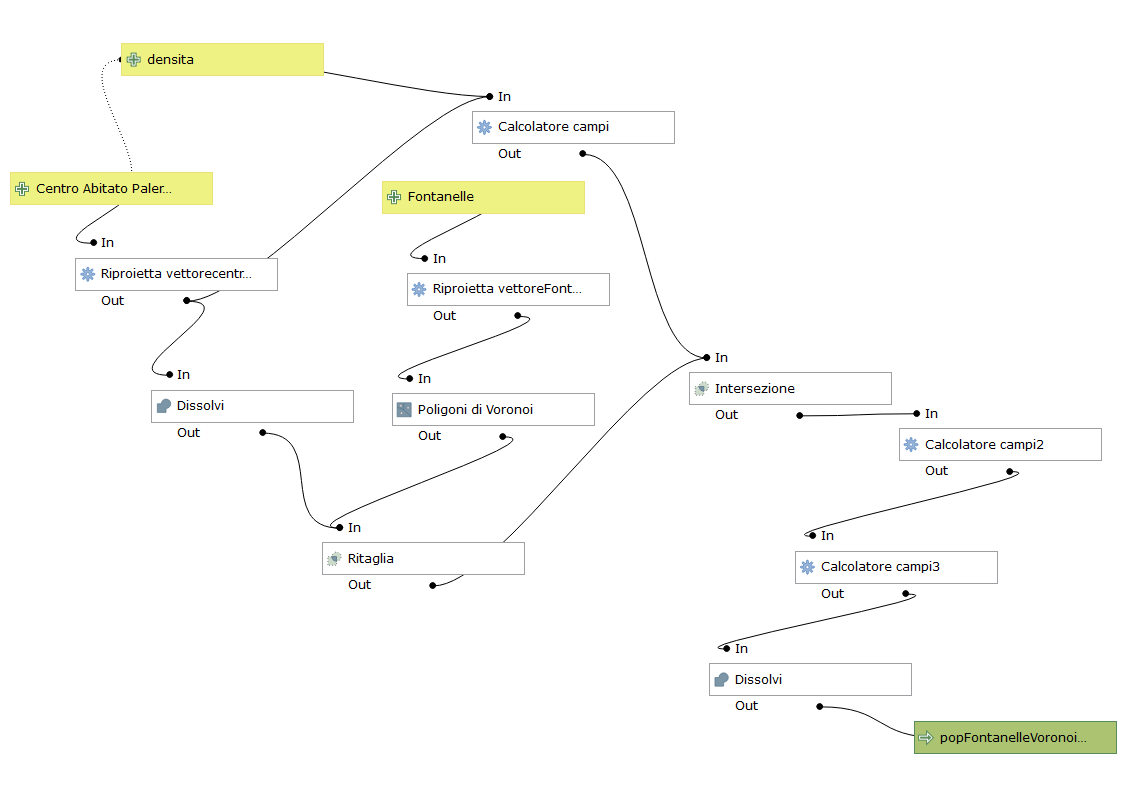 densita
In
Calcolatore campi
Out
Centro Abitato Paler...
In
Riproietta vettorecentr...
Out
Fontanelle
In
Riproietta vettoreFont...
Out
In
Dissolvi
Out
In
Poligoni di Voronoi
Out
In
Ritaglia
Out
In
Intersezione
Out
In
Calcolatore campi2
Out
In
Calcolatore campi3
Out
In
Dissolvi
Out
popFontanelleVoronoi...